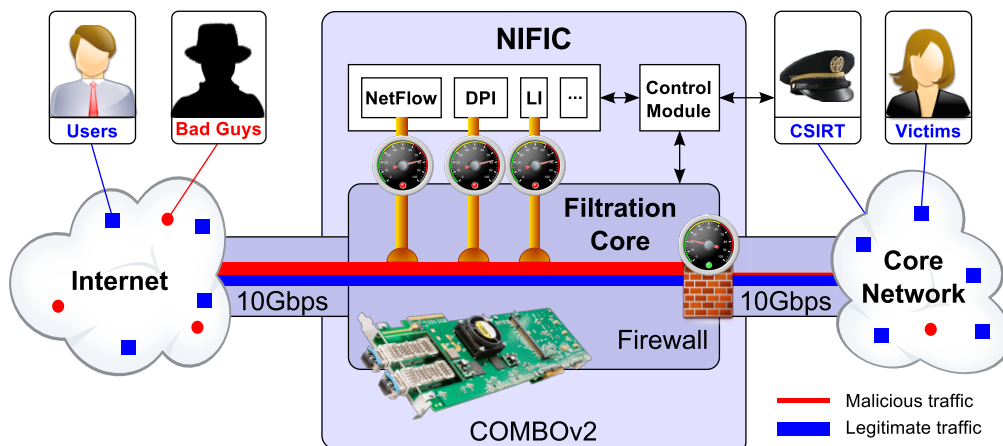 NIFIC
NetFlow
DPI
LI
...
Control
Module
Users
Bad Guys
CSIRT
Victims
Filtration
Core
Internet
Core
Network
10Gbps
10Gbps
Firewall
COMBOv2
Malicious traffic
Legitimate traffic